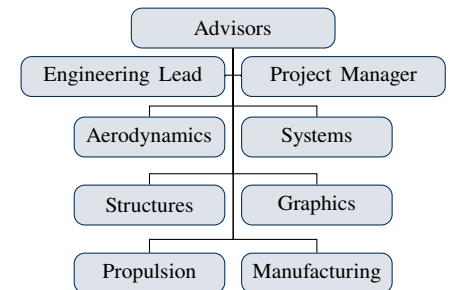 Advisors
Engineering Lead
Project Manager
Aerodynamics
Systems
Structures
Graphics
Propulsion
Manufacturing